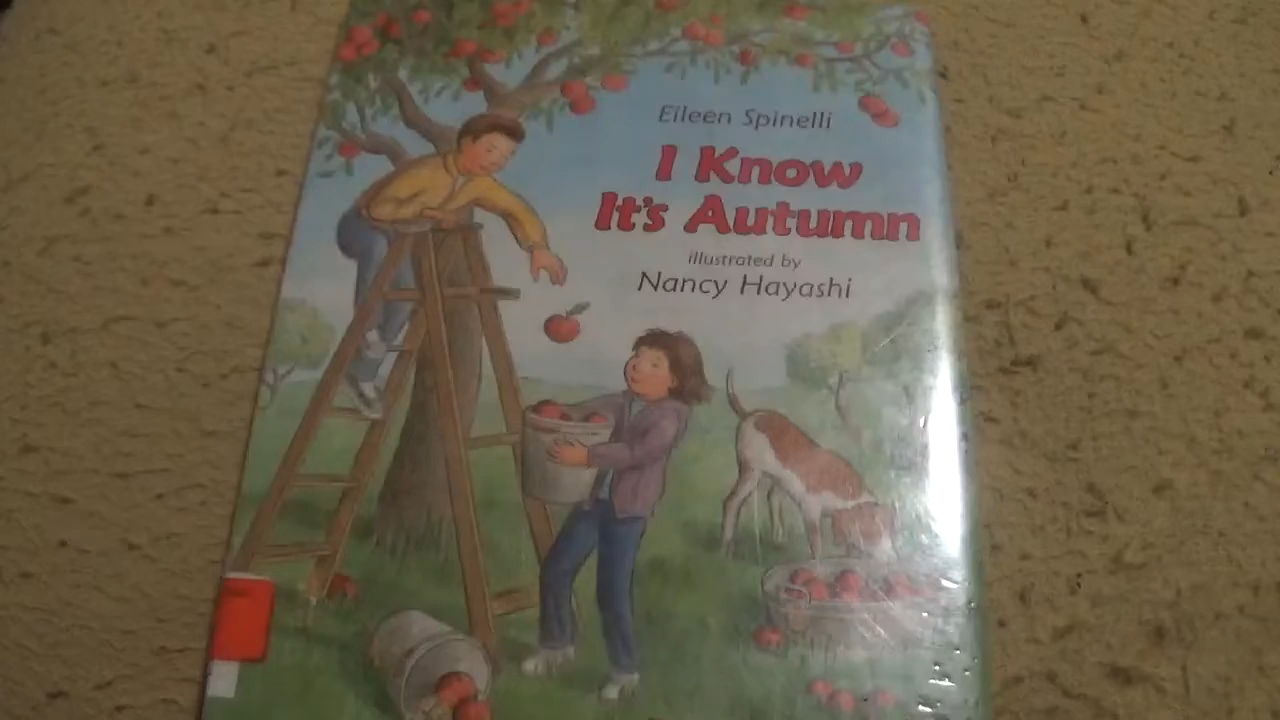 Eileen Spinelli
I Know
It's Autumn
illustrated by
Nancy Hayashi